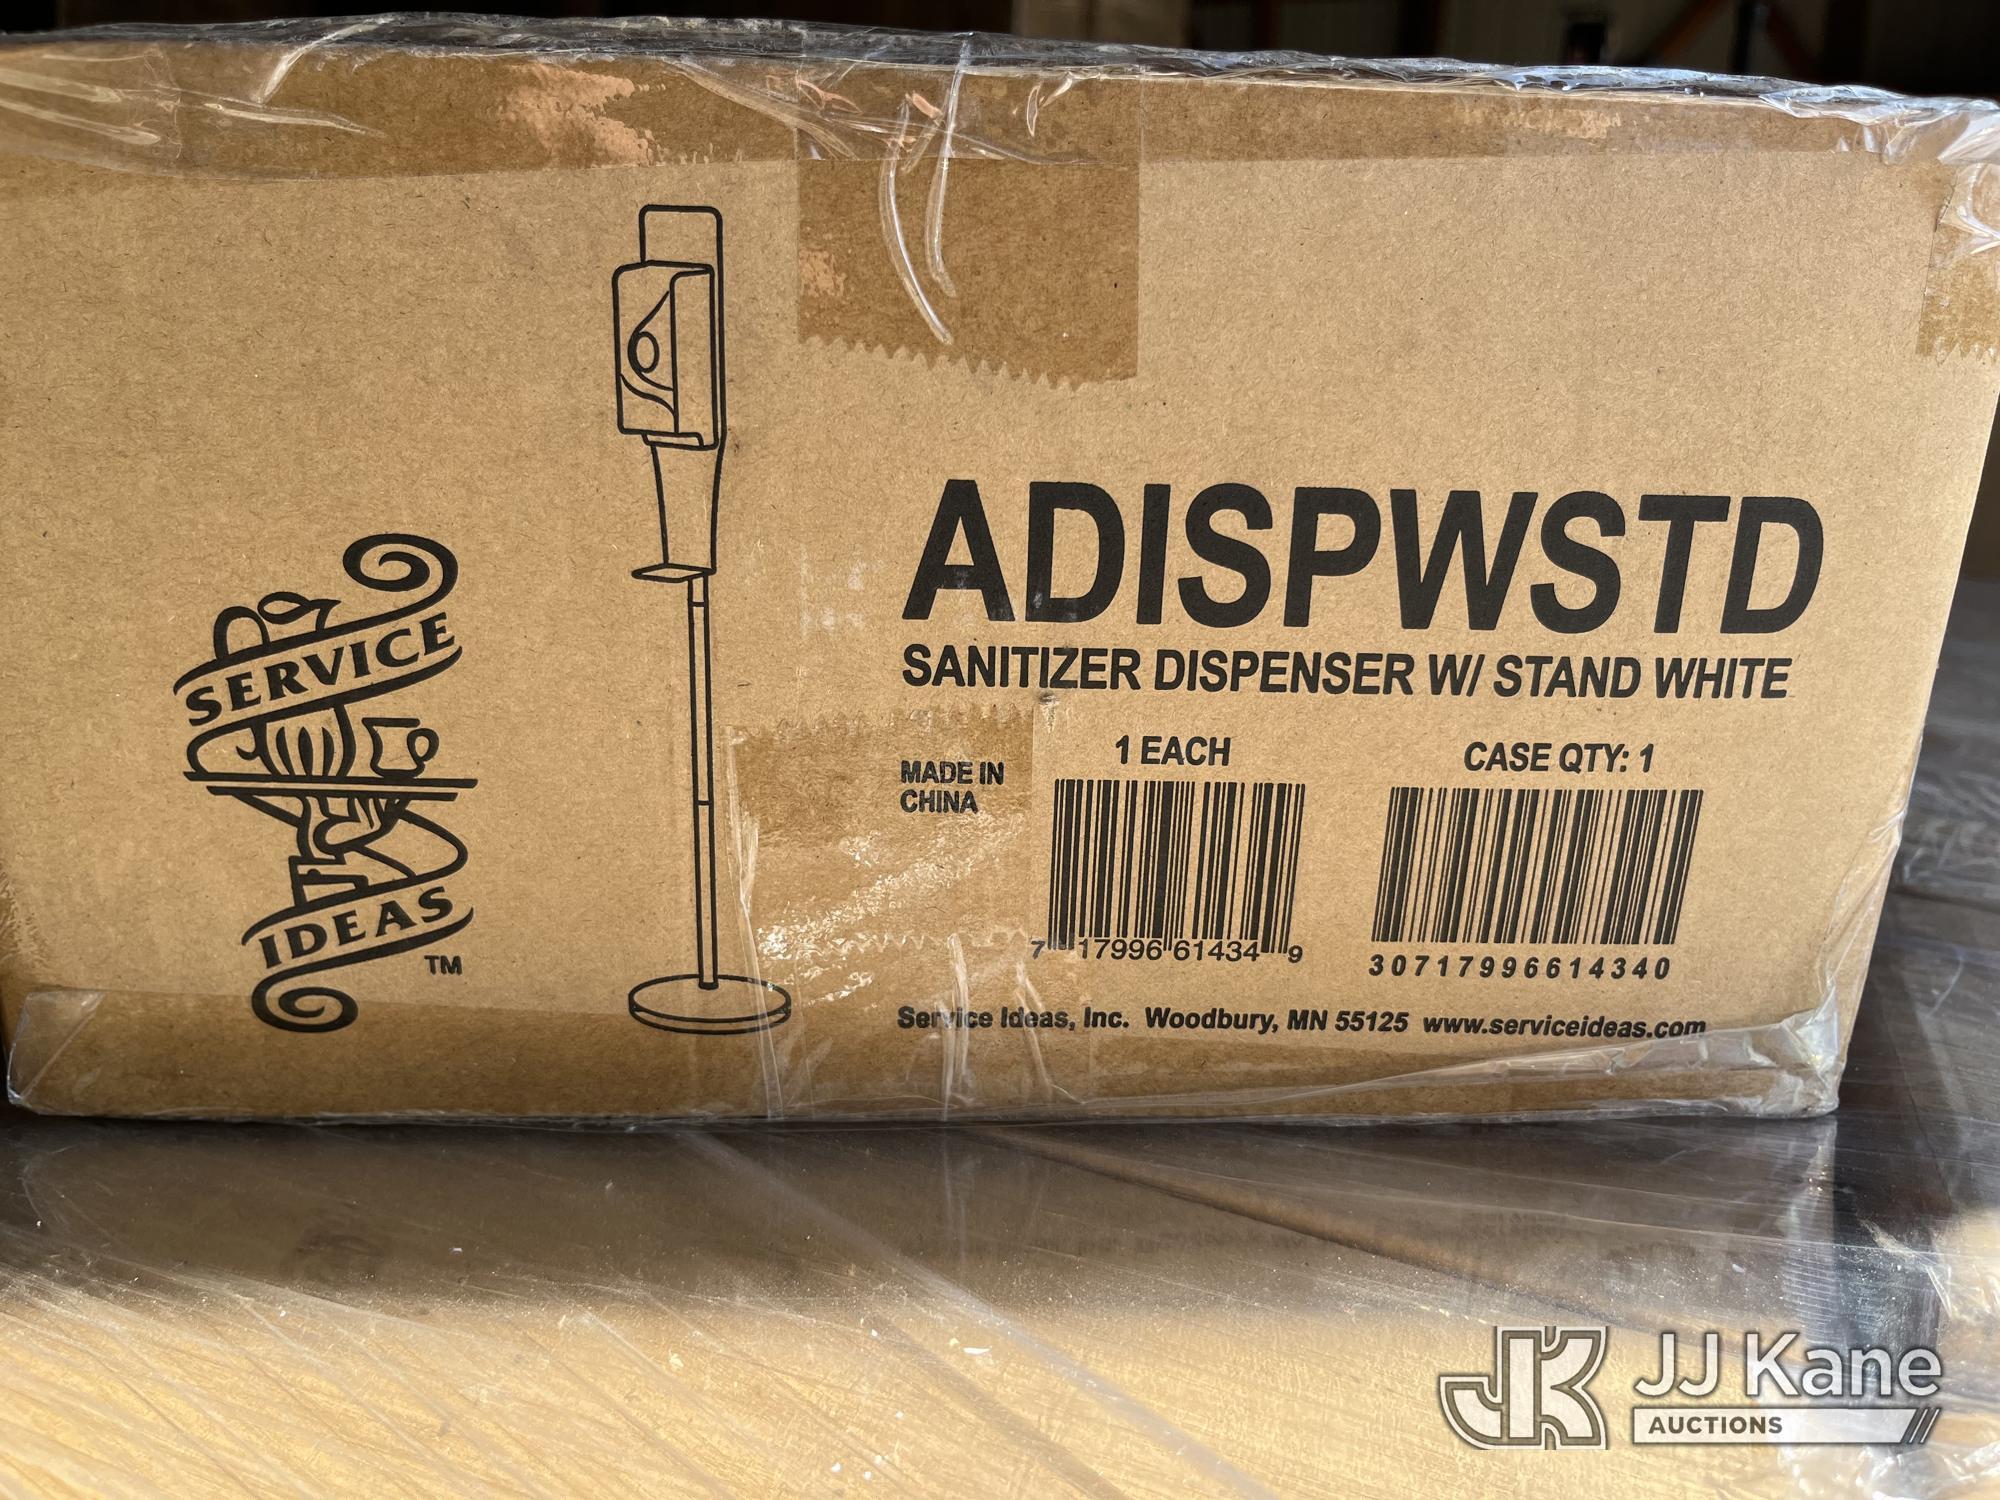 SERVICE
IDEAS
TM
ADISPWSTD
SANITIZER DISPENSER W/ STAND WHITE
MADE IN
CHINA
1 EACH
7 17996 61434 9
CASE QTY: 1
30717996614340
Service Ideas, Inc. Woodbury, MN 55125 www.serviceideas.com
JK JJ Kane
AUCTIONS